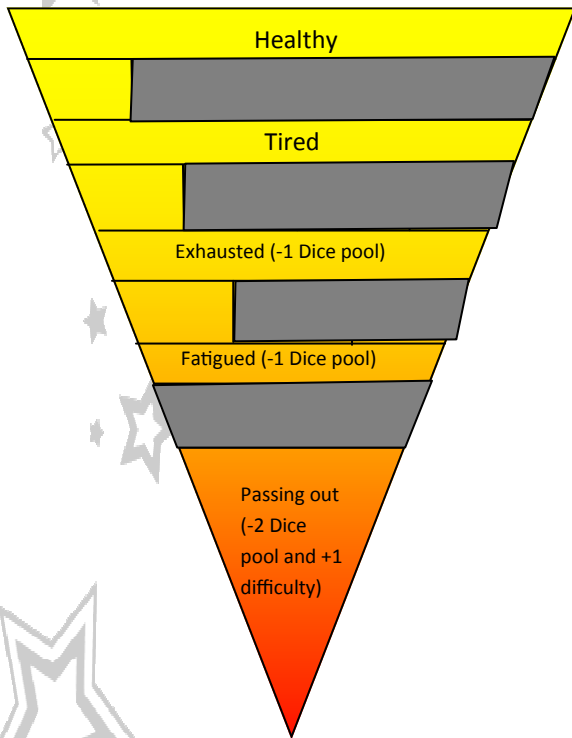 Healthy
Tired
Exhausted (-1 Dice pool)
Fatigued (-1 Dice pool)
Passing out
(-2 Dice
pool and +1
difficulty)